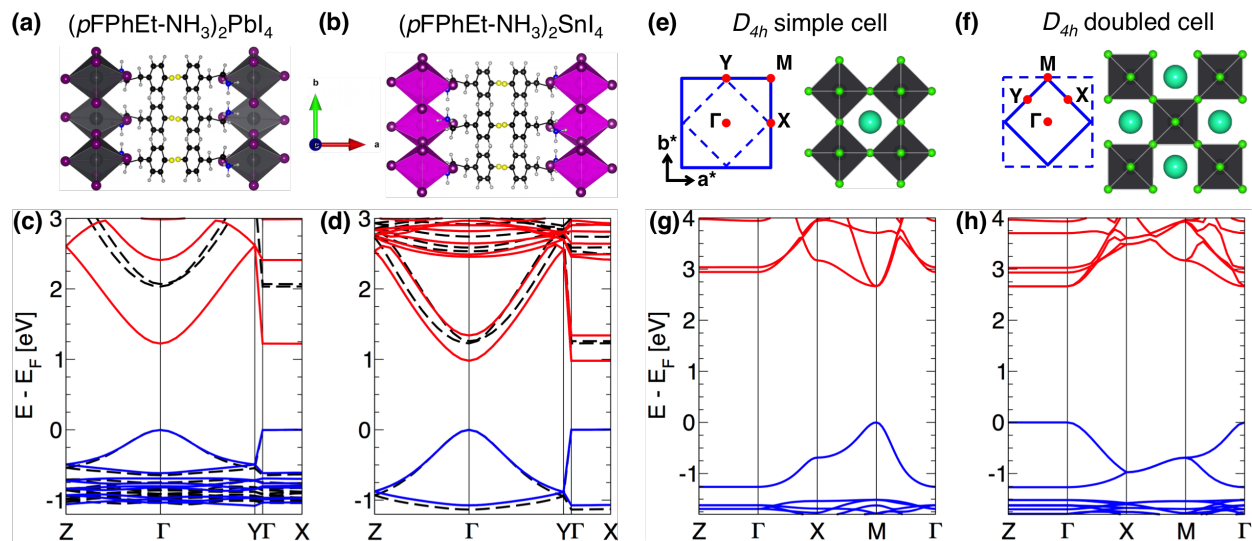 (a) (pFPhEt-NH3)2PbI4
(b) (pFPhEt-NH3)2SnI4
(e) D4h simple cell
(f) D4h doubled cell
b
a
Y M
Γ X
b*
a*
M
Y X
Γ
(c)
3
2
1
0
-1
E - EF [eV]
Z Γ YΓ X
(d)
3
2
1
0
-1
Z Γ YΓ X
(g)
4
3
2
1
0
-1
E - EF [eV]
Z Γ X M Γ
(h)
4
3
2
1
0
-1
Z Γ X M Γ